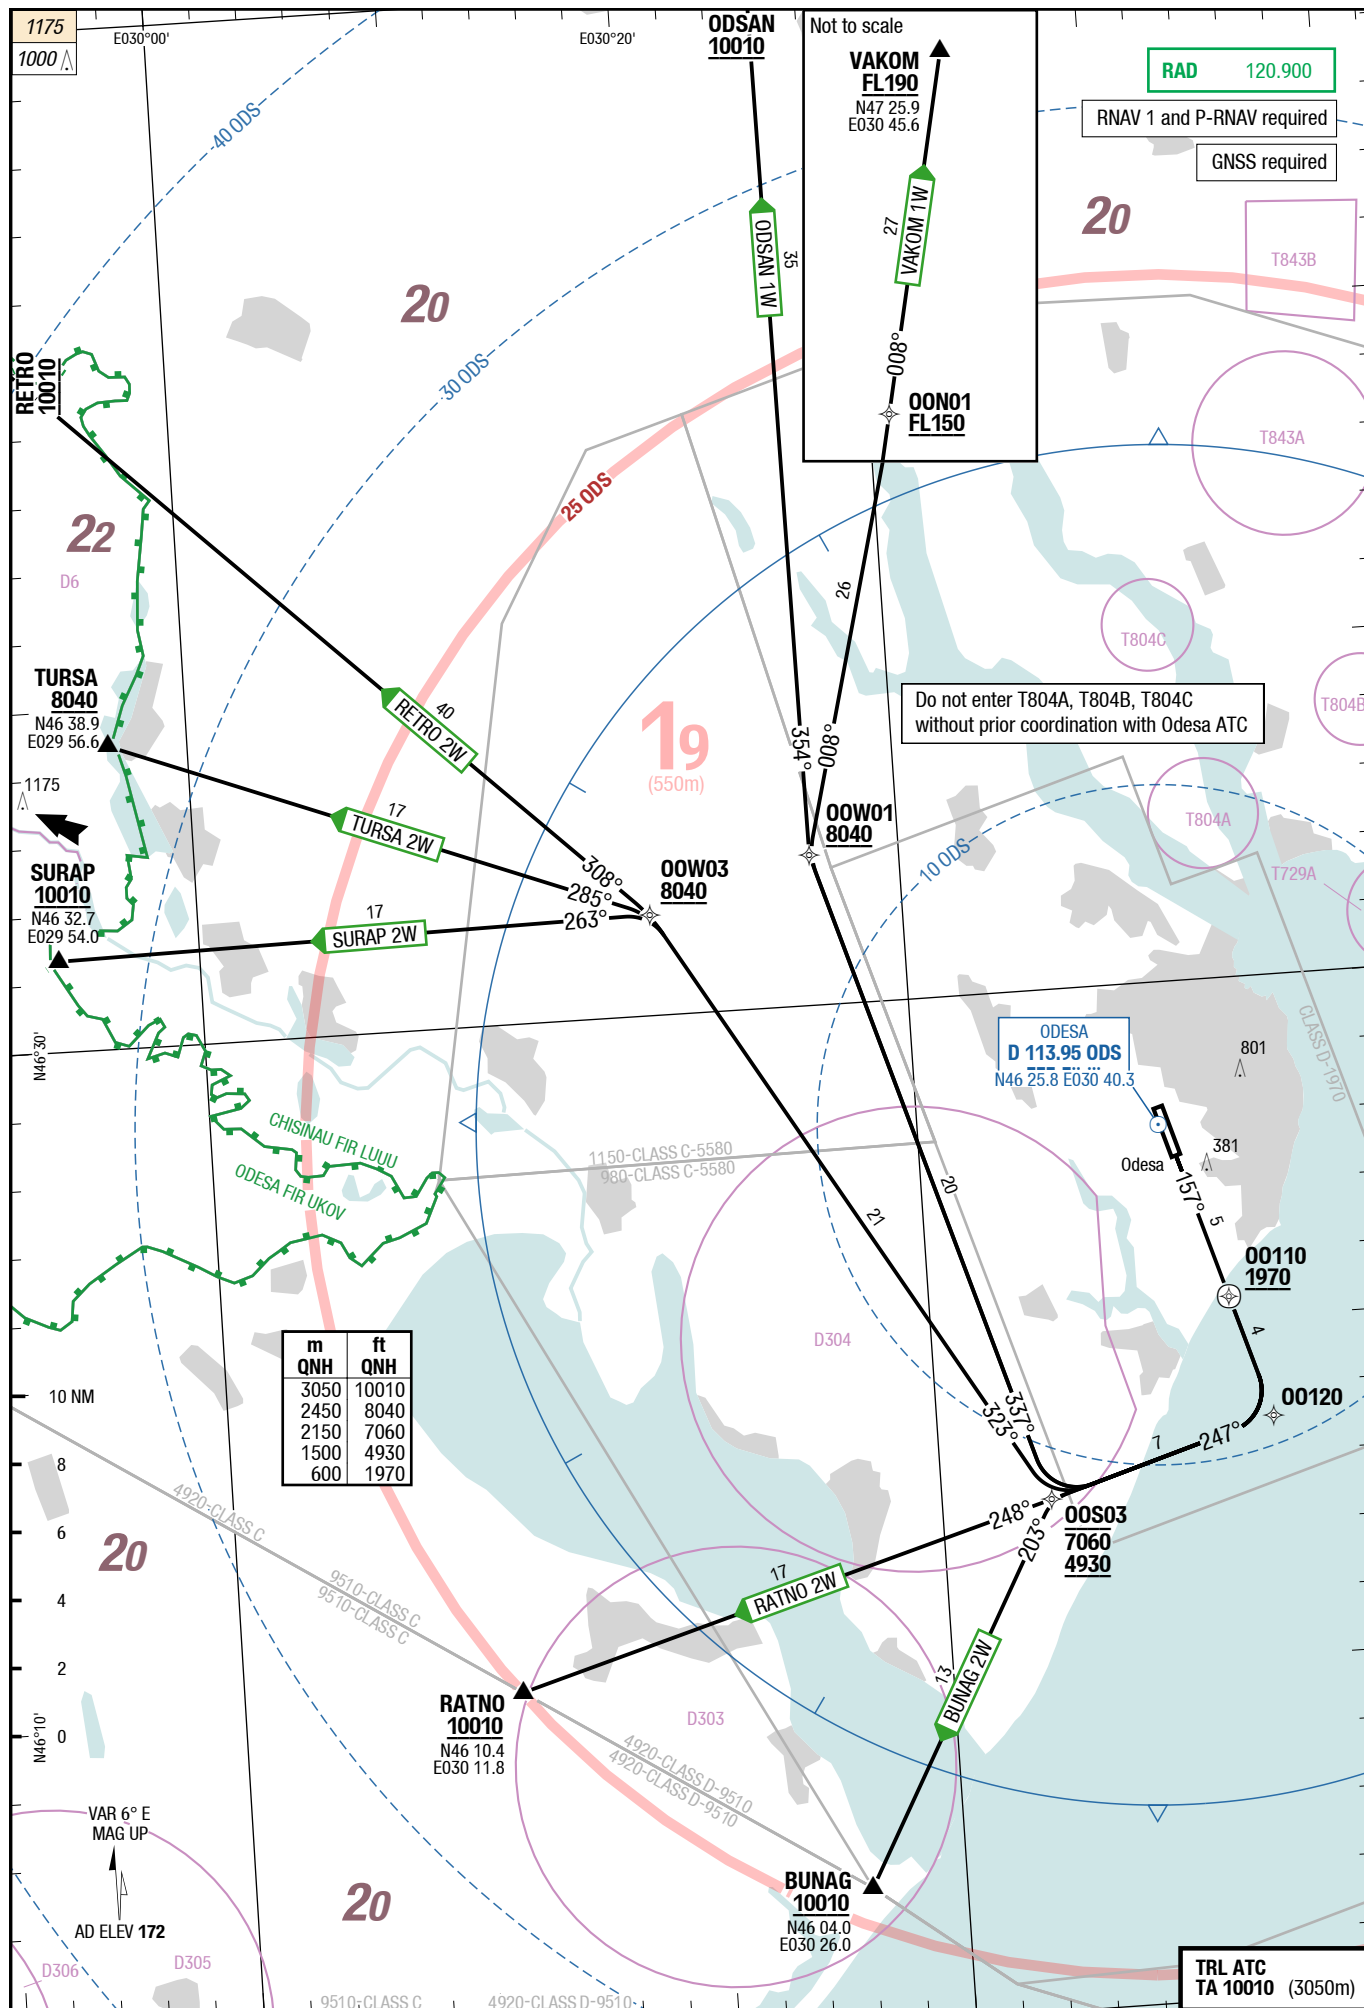 1175
1000
E030°00'
E030°20'
ODSAN
10010
Not to scale
VAKOM
FL190
N47 25.9
E030 45.6
RAD 120.900
RNAV 1 and P-RNAV required
GNSS required
40 ODS
30 ODS
25 ODS
10 ODS
20
20
T843B
T843A
ODSAN 1W
35
27
VAKOM 1W
008°
OON01
FL150
RETRO
10010
22
D6
26
T804C
T804B
TURSA
8040
N46 38.9
E029 56.6
40
RETRO 2W
19
(550m)
Do not enter T804A, T804B, T804C
without prior coordination with Odesa ATC
354°
008°
1175
17
TURSA 2W
OOW01
8040
T804A
308°
285°
263°
OOW03
8040
SURAP
10010
N46 32.7
E029 54.0
17
SURAP 2W
T729A
N46°30'
ODESA
D 113.95 ODS
N46 25.8 E030 40.3
801
CLASS D-1970
CHISINAU FIR LUUU
ODESA FIR UKOV
1150-CLASS C-5580
980-CLASS C-5580
Odesa
381
157°
5
20
21
OO110
1970
4
D304
m ft
QNH QNH
3050 10010
2450 8040
2150 7060
1500 4930
600 1970
10 NM
8
6
4
2
0
OO120
337°
323°
7
247°
4920-CLASS C
248°
203°
OOS03
7060
4930
20
9510-CLASS C
9510-CLASS C
17
RATNO 2W
13
BUNAG 2W
RATNO
10010
N46 10.4
E030 11.8
D303
N46°10'
4920-CLASS D-9510
4920-CLASS D-9510
VAR 6° E
MAG UP
AD ELEV 172
20
BUNAG
10010
N46 04.0
E030 26.0
D306
D305
9510-CLASS C
4920-CLASS D-9510
TRL ATC
TA 10010 (3050m)